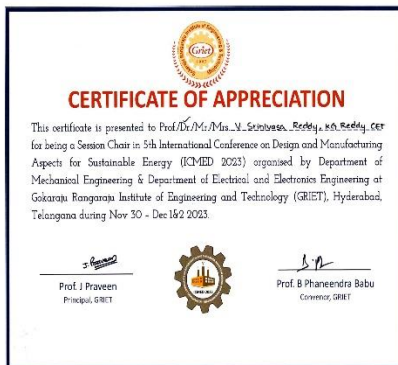 Griet
1997
CERTIFICATE OF APPRECIATION
This certificate is presented to Prof/Dr/Mr/Mrs. V. Srinivasa Reddy, KG Reddy CET
for being a Session Chair in 5th International Conference on Design and Manufacturing
Aspects for Sustainable Energy (ICMED 2023) organised by Department of
Mechanical Engineering & Department of Electrical and Electronics Engineering at
Gokaraju Rangaraju Institute of Engineering and Technology (GRIET), Hyderabad,
Telangana during Nov 30 - Dec 1&2 2023.
J. Praveen
Prof. J Praveen
Principal, GRIET
Prof. B Phaneendra Babu
Convenor, GRIET